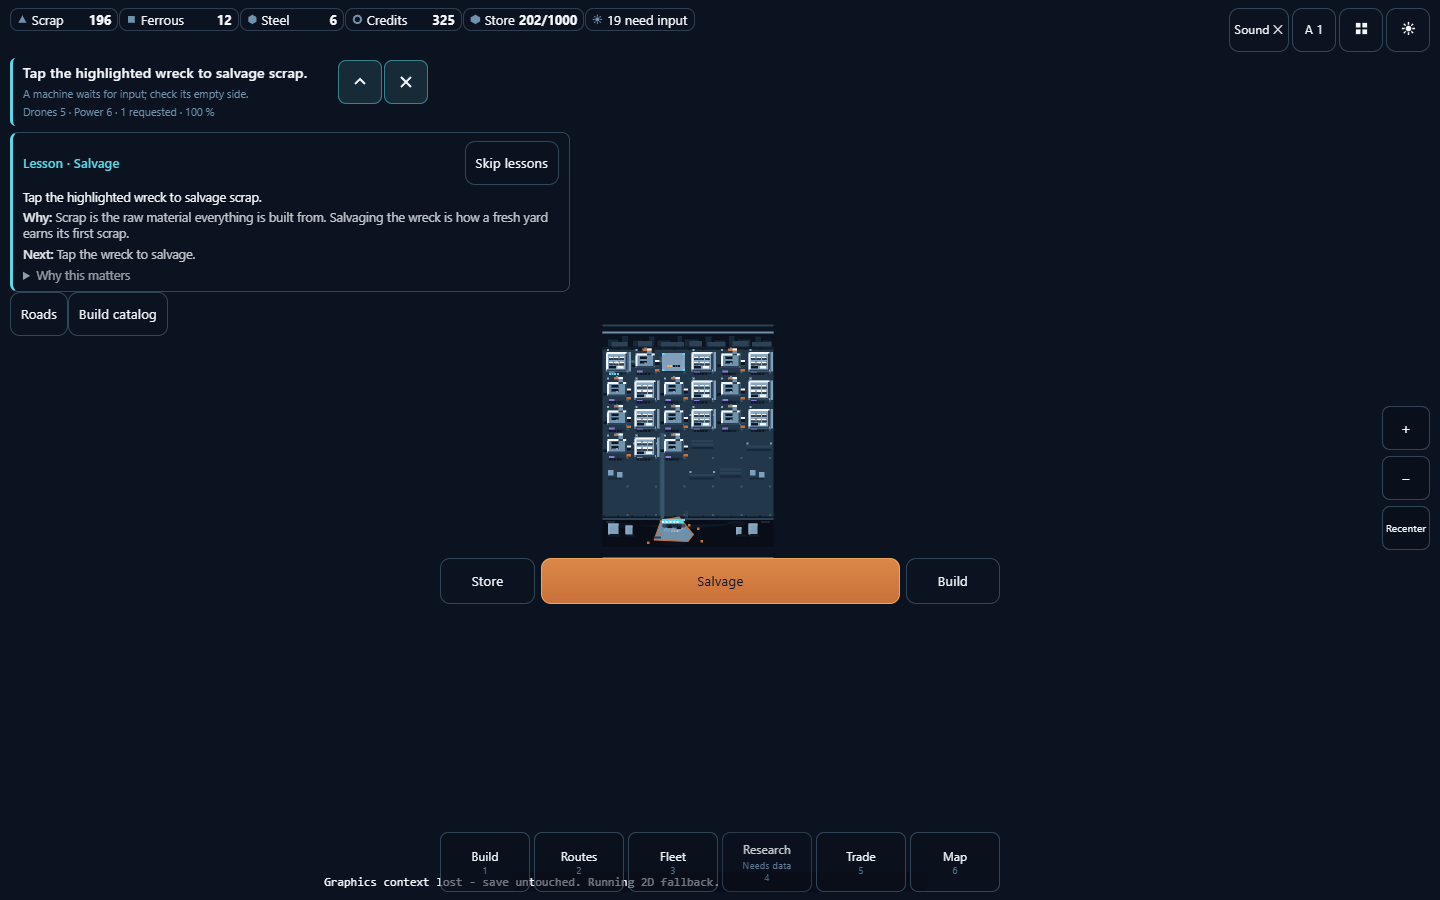 Scrap 196 Ferrous 12 Steel 6 Credits 325 Store 202/1000 19 need input
Sound A 1
Tap the highlighted wreck to salvage scrap.
A machine waits for input; check its empty side.
Drones 5 · Power 6 · 1 requested · 100 %
Lesson · Salvage
Skip lessons
Tap the highlighted wreck to salvage scrap.
Why: Scrap is the raw material everything is built from. Salvaging the wreck is how a fresh yard
earns its first scrap.
Next: Tap the wreck to salvage.
Why this matters
Roads Build catalog
+
−
Recenter
Store Salvage Build
Build Routes Fleet Research Trade Map
Needs data
1 2 3 4 5 6
Graphics context lost - save untouched. Running 2D fallback.